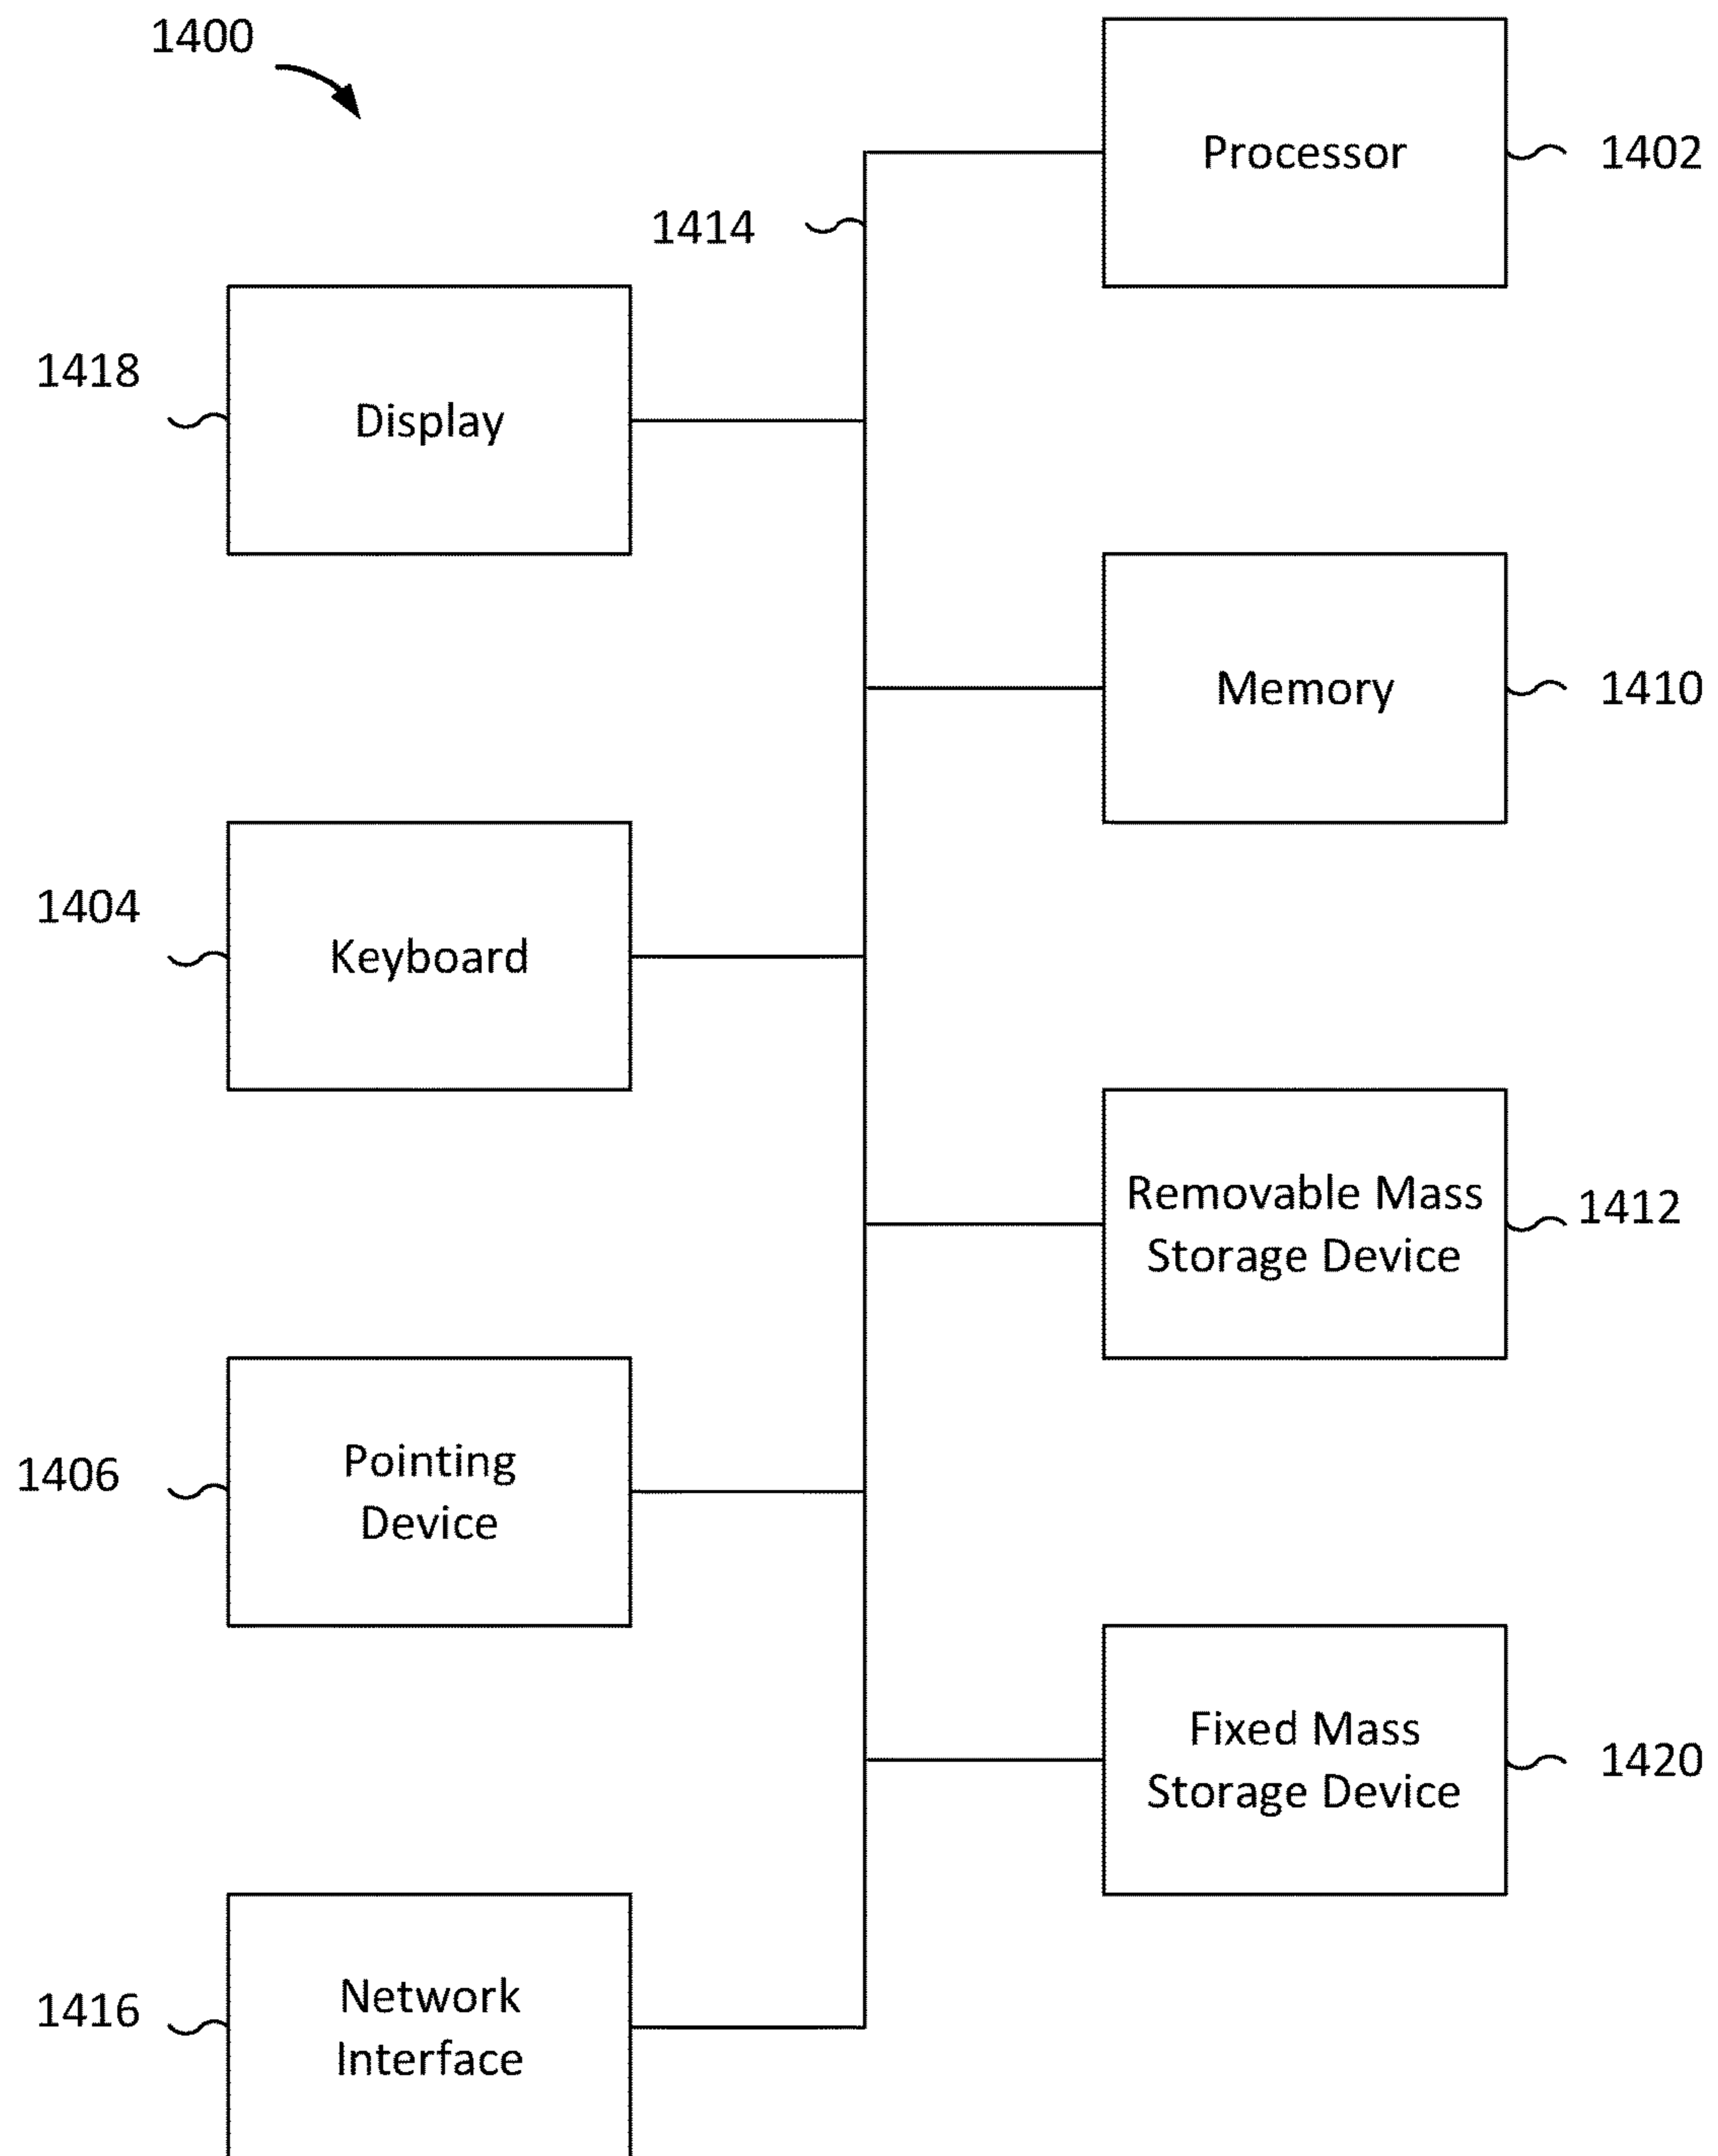 1400
Processor
1402
1414
1418
Display
Memory
1410
1404
Keyboard
Removable Mass
Storage Device
1412
1406
Pointing
Device
Fixed Mass
Storage Device
1420
1416
Network
Interface